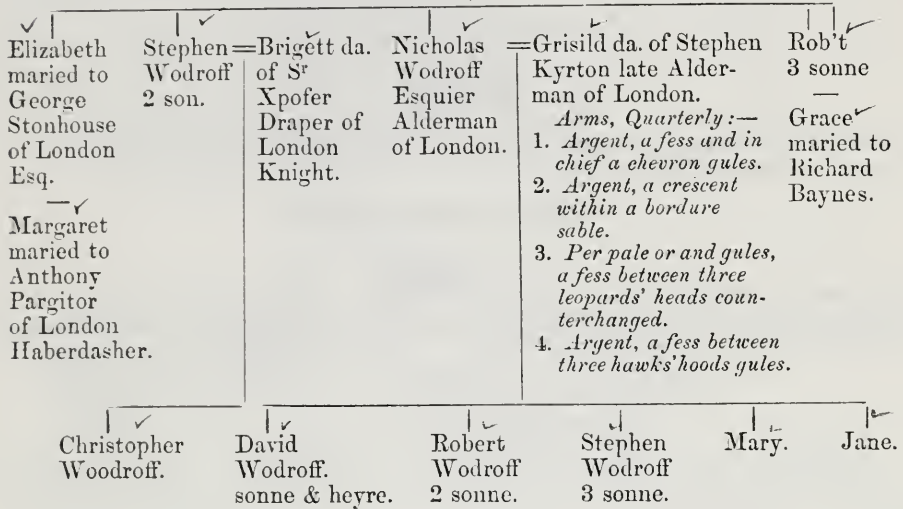 Elizabeth
maried to
George
Stonhouse
of London
Esq.
—
Margaret
maried to
Anthony
Pargitor
of London
Haberdasher.
Stephen
Wodroff
2 son.
=Brigett da.
of Sr
Xpofer
Draper of
London
Knight.
Nicholas
Wodroff
Esquier
Alderman
of London.
=Grisild da. of Stephen
Kyrton late Alder-
man of London.
Arms, Quarterly:—
1. Argent, a fess and in
chief a chevron gules.
2. Argent, a crescent
within a bordure
sable.
3. Per pale or and gules,
a fess between three
leopards' heads coun-
terchanged.
4. Argent, a fess between
three hawks' hoods gules.
Rob't
3 sonne
—
Grace
maried to
Richard
Baynes.
Christopher
Woodroff.
David
Wodroff.
sonne & heyre.
Robert
Wodroff
2 sonne.
Stephen
Wodroff
3 sonne.
Mary.
Jane.